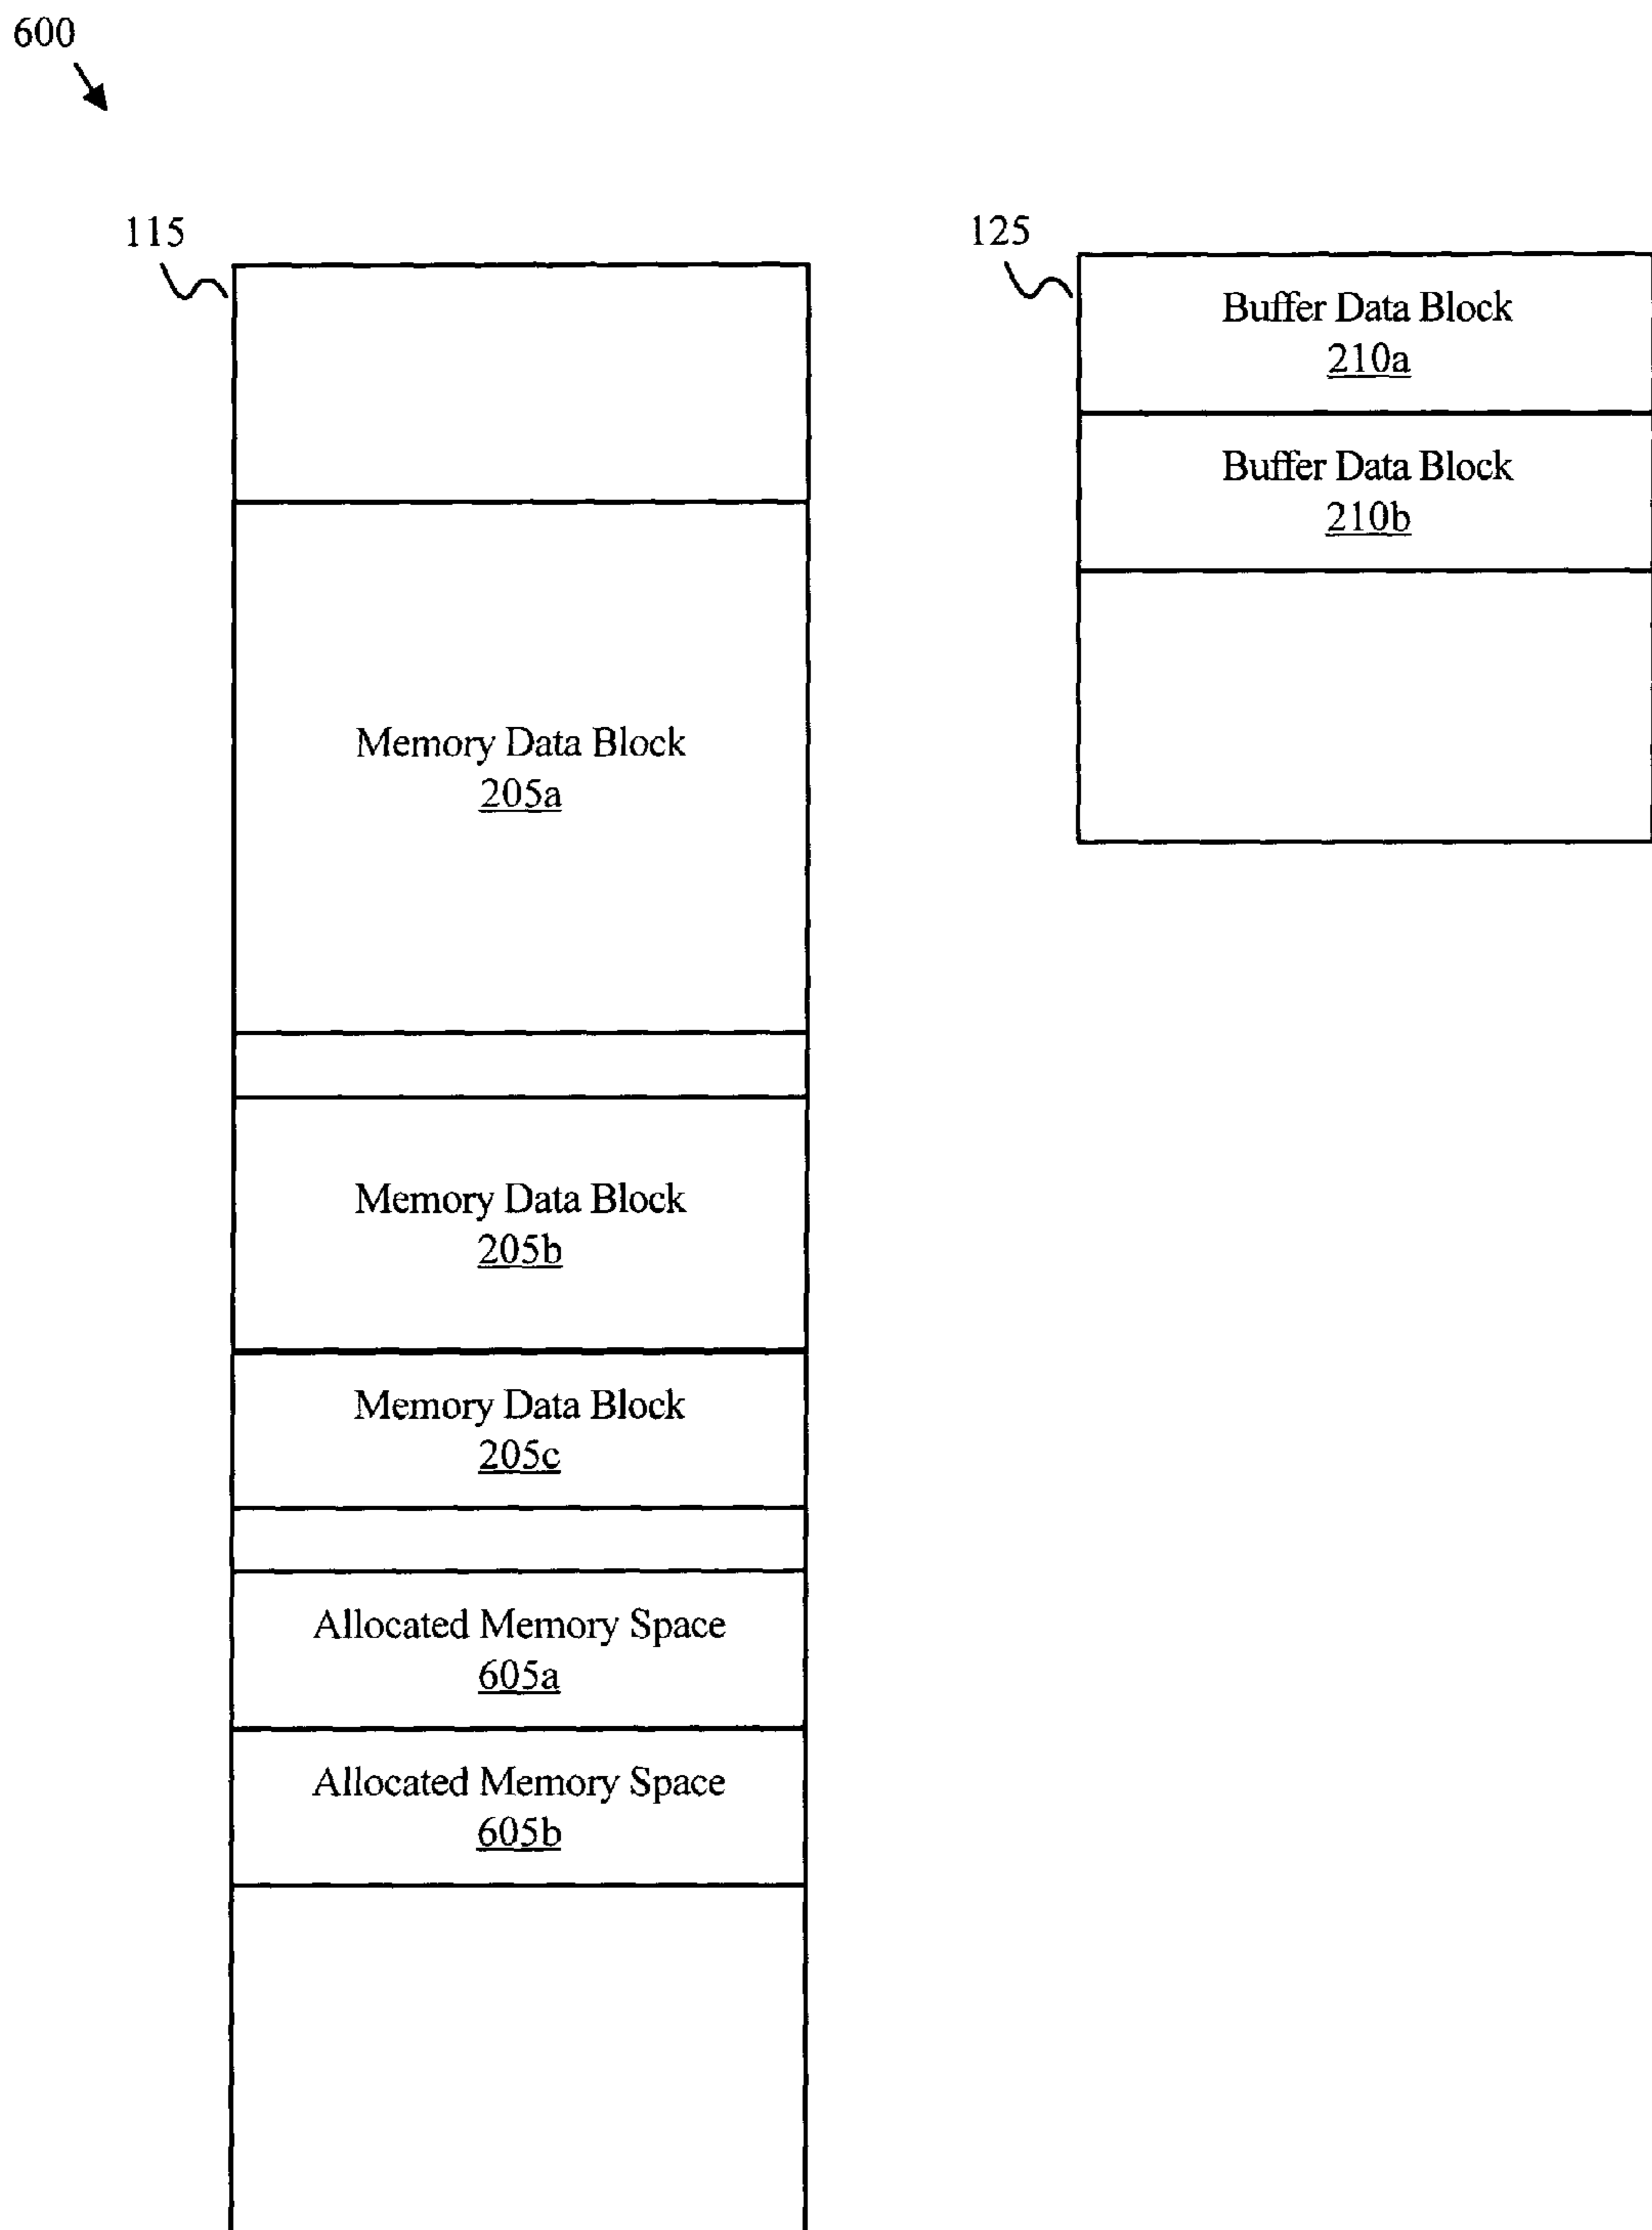 600
115
125
Buffer Data Block
210a
Buffer Data Block
210b
Memory Data Block
205a
Memory Data Block
205b
Memory Data Block
205c
Allocated Memory Space
605a
Allocated Memory Space
605b